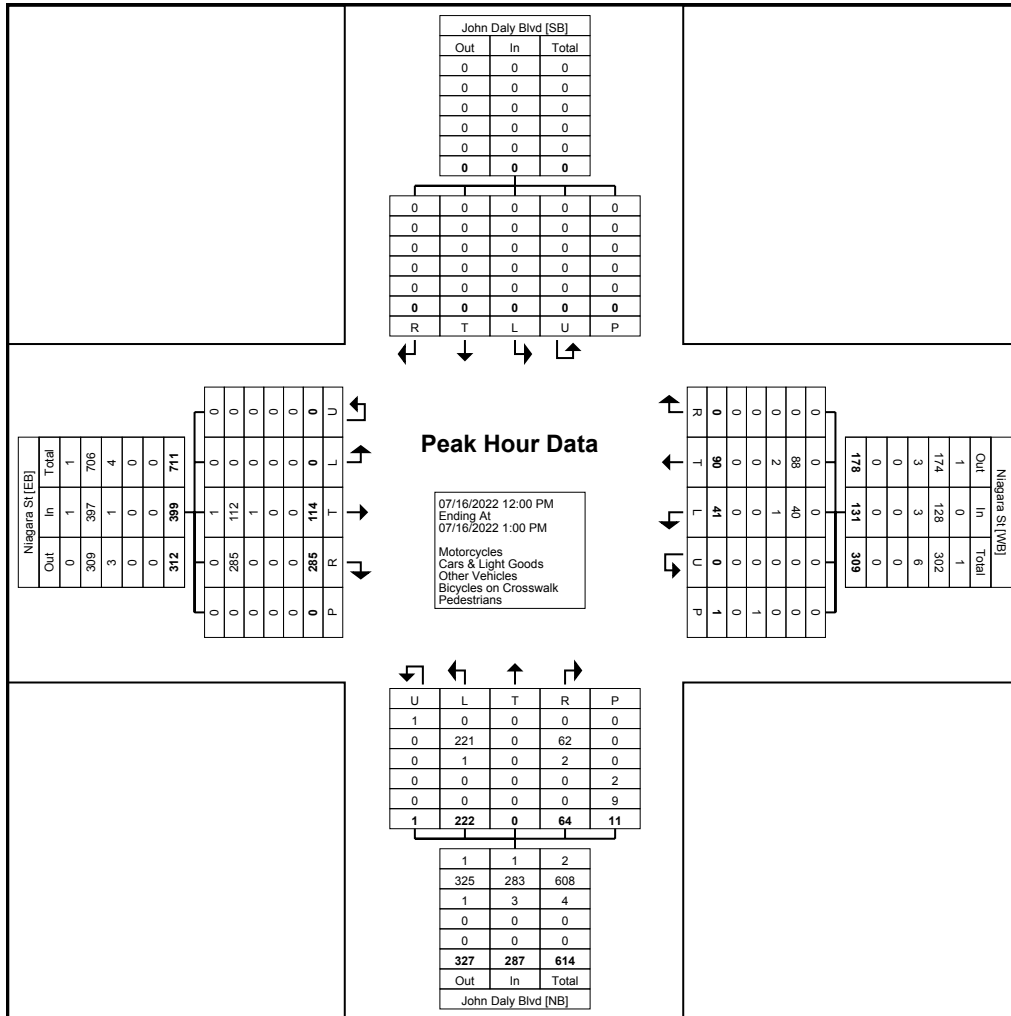 John Daly Blvd [SB]
Out In Total
0 0 0
0 0 0
0 0 0
0 0 0
0 0 0
0 0 0
0 0 0 0 0
0 0 0 0 0
0 0 0 0 0
0 0 0 0 0
0 0 0 0 0
0 0 0 0 0
R T L U P
Niagara St [EB]
Total In Out
1 1 0
706 397 309
4 1 3
0 0 0
0 0 0
711 399 312
0 0 1 0 0
0 0 112 285 0
0 0 1 0 0
0 0 0 0 0
0 0 0 0 0
0 0 114 285 0
U L T R P
Peak Hour Data
07/16/2022 12:00 PM
Ending At
07/16/2022 1:00 PM
Motorcycles
Cars & Light Goods
Other Vehicles
Bicycles on Crosswalk
Pedestrians
R T L U P
0 90 41 0 1
0 0 0 0 0
0 0 0 0 1
0 2 1 0 0
0 88 40 0 0
0 0 0 0 0
178 131 309
0 0 0
0 0 0
3 3 6
174 128 302
1 0 1
Out In Total
Niagara St [WB]
U L T R P
1 0 0 0 0
0 221 0 62 0
0 1 0 2 0
0 0 0 0 2
0 0 0 0 9
1 222 0 64 11
1 1 2
325 283 608
1 3 4
0 0 0
0 0 0
327 287 614
Out In Total
John Daly Blvd [NB]